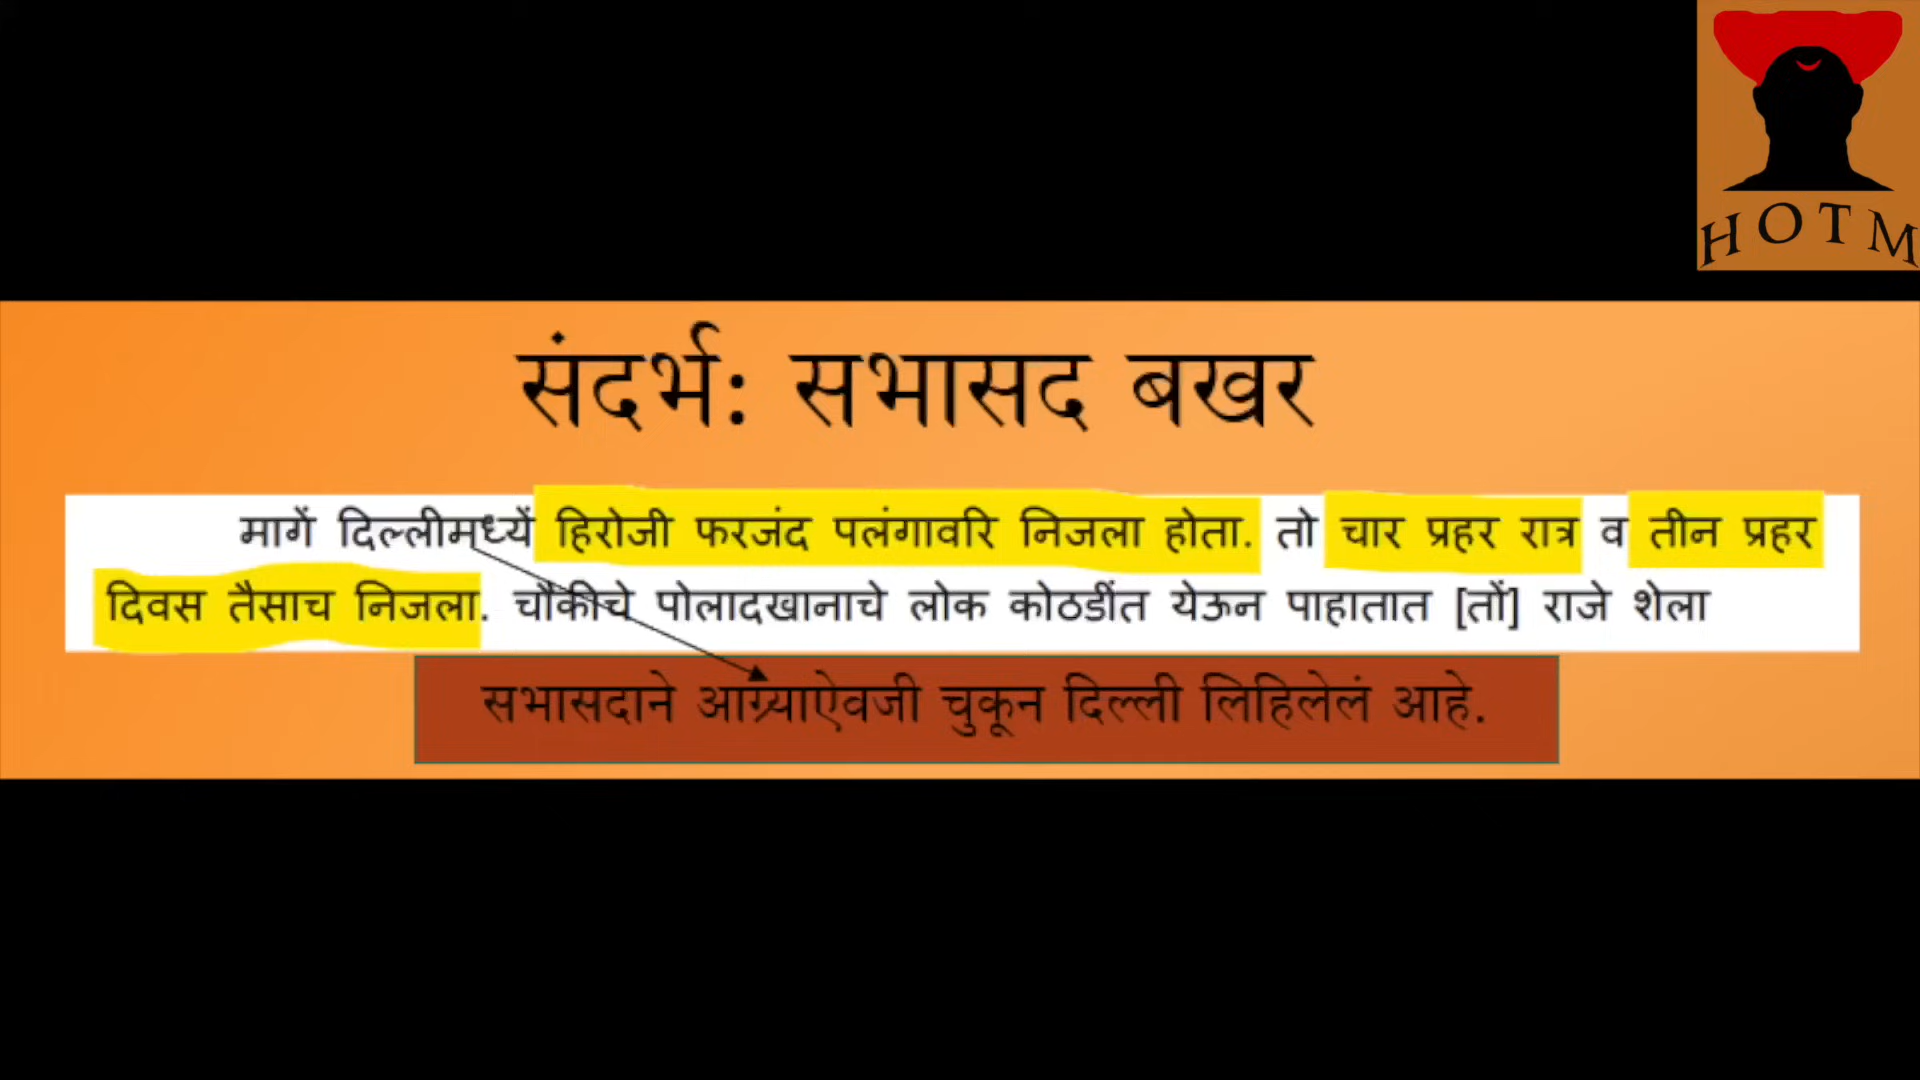 HOTM
संदर्भ: सभासद बखर
मागें दिल्लीमध्यें हिरोजी फरजंद पलंगावरि निजला होता. तो चार प्रहर रात्र व तीन प्रहर
दिवस तैसाच निजला. चौकीचे पोलादखानाचे लोक कोठडींत येऊन पाहातात [तों] राजे शेला
सभासदाने आग्र्याऐवजी चुकून दिल्ली लिहिलेलं आहे.